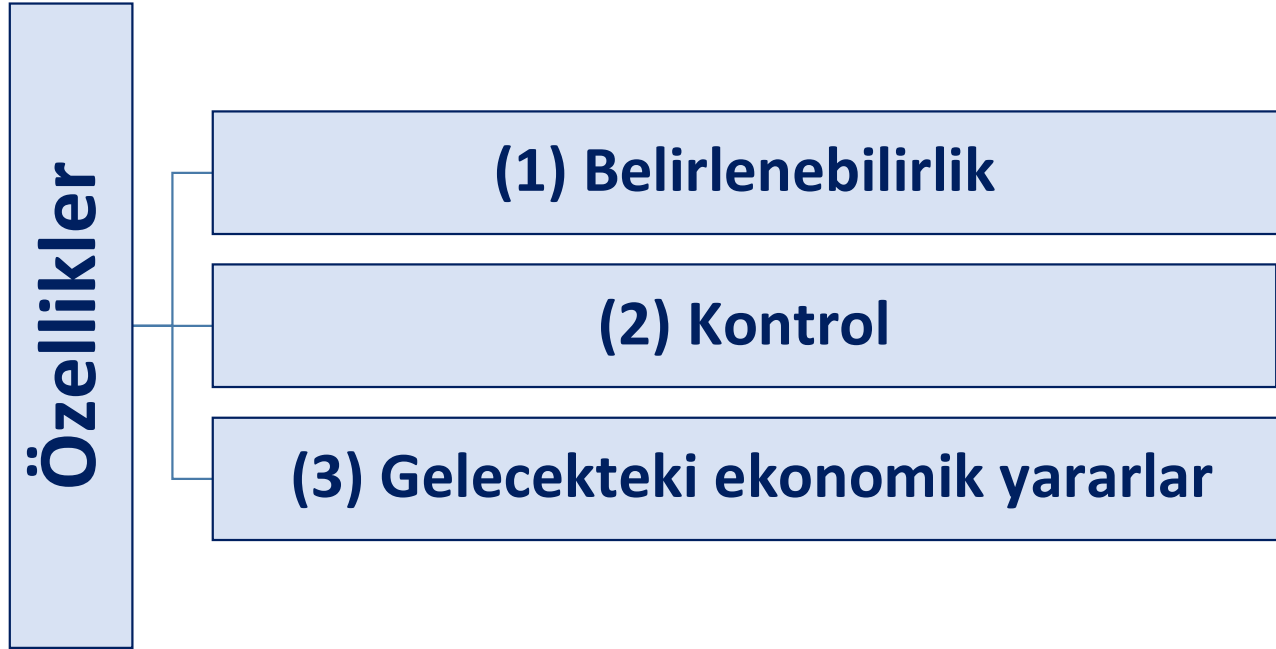 Özellikler
(1) Belirlenebilirlik
(2) Kontrol
(3) Gelecekteki ekonomik yararlar